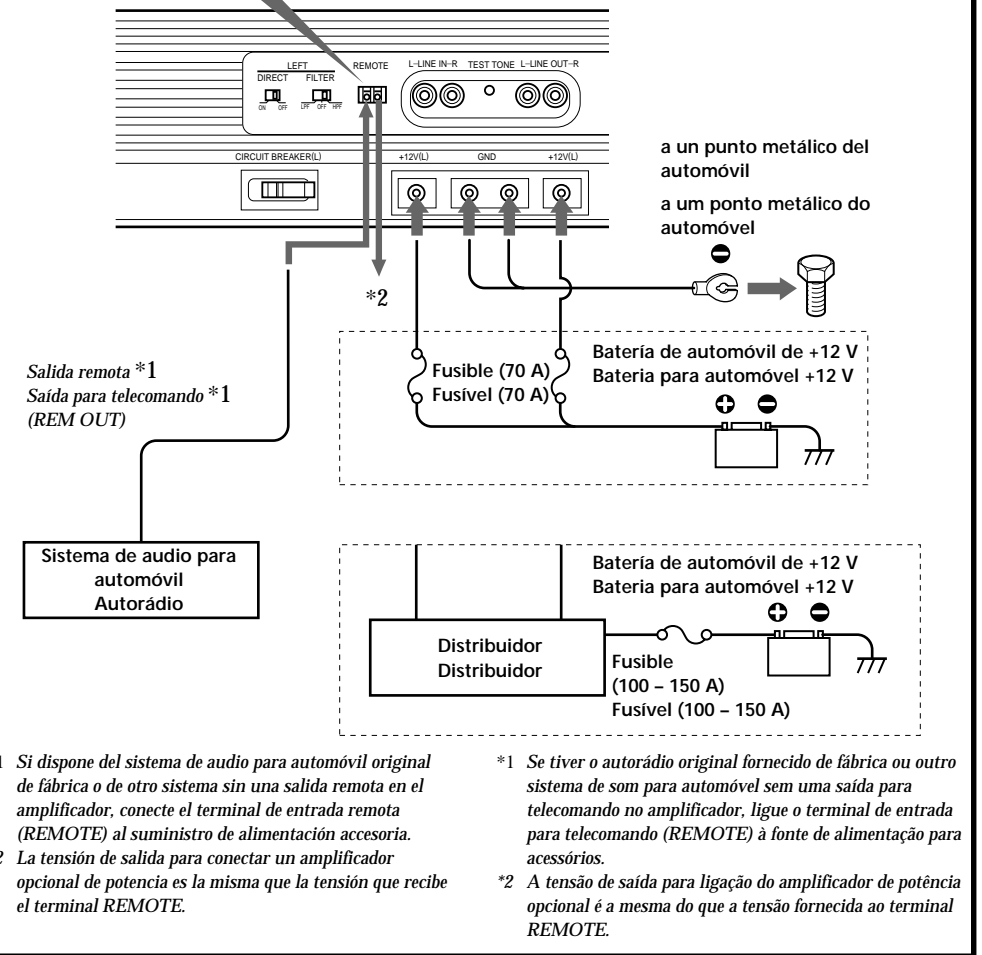 LEFT
DIRECT FILTER
ON OFF LPF OFF HPF
REMOTE
L–LINE IN–R TEST TONE L–LINE OUT–R
CIRCUIT BREAKER(L)
+12V(L) GND +12V(L)
a un punto metálico del
automóvil
a um ponto metálico do
automóvel
*2
Salida remota *1
Saída para telecomando *1
(REM OUT)
Fusible (70 A)
Fusível (70 A)
Batería de automóvil de +12 V
Bateria para automóvel +12 V
Sistema de audio para
automóvil
Autorádio
Batería de automóvil de +12 V
Bateria para automóvel +12 V
Distribuidor
Distribuidor
Fusible
(100 – 150 A)
Fusível (100 – 150 A)
1 Si dispone del sistema de audio para automóvil original
de fábrica o de otro sistema sin una salida remota en el
amplificador, conecte el terminal de entrada remota
(REMOTE) al suministro de alimentación accesoria.
2 La tensión de salida para conectar un amplificador
opcional de potencia es la misma que la tensión que recibe
el terminal REMOTE.
*1 Se tiver o autorádio original fornecido de fábrica ou outro
sistema de som para automóvel sem uma saída para
telecomando no amplificador, ligue o terminal de entrada
para telecomando (REMOTE) à fonte de alimentação para
acessórios.
*2 A tensão de saída para ligação do amplificador de potência
opcional é a mesma do que a tensão fornecida ao terminal
REMOTE.